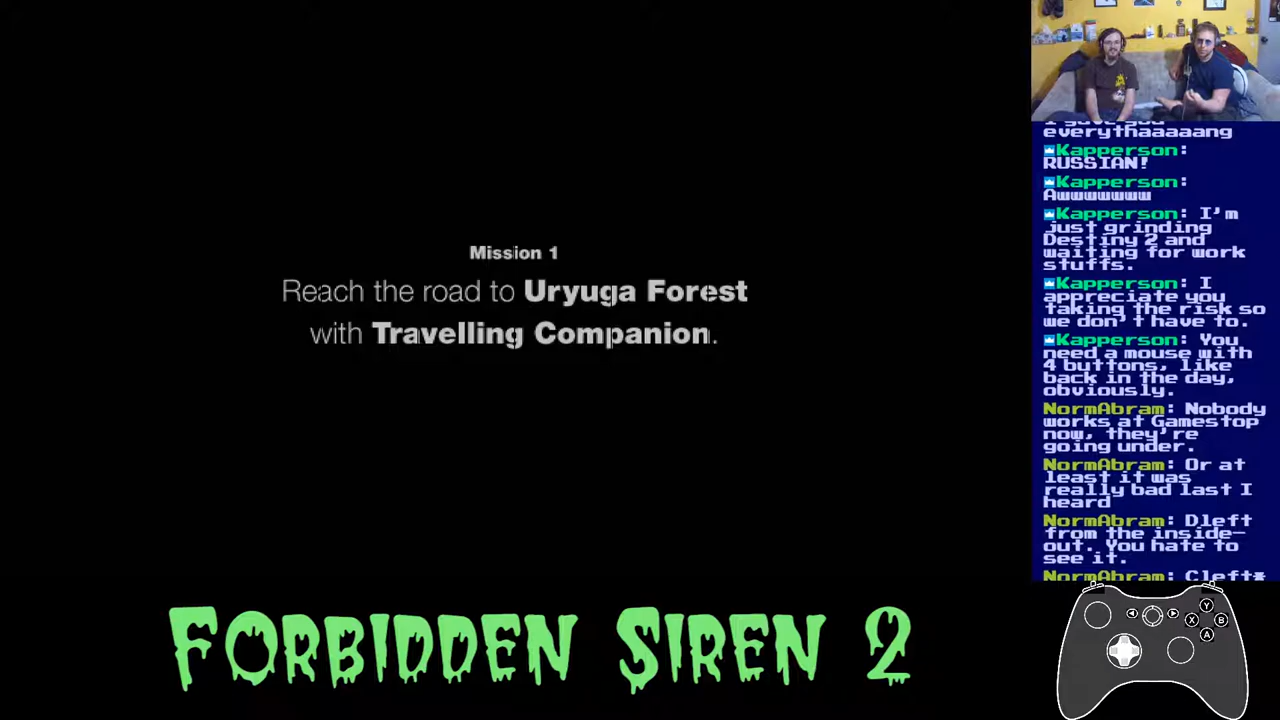 Mission 1
Reach the road to Uryuga Forest
with Travelling Companion.
everythaaaaang
Kapperson:
RUSSIAN!
Kapperson:
Awwwwwww
Kapperson: I'm
just grinding
Destiny 2 and
waiting for work
stuffs.
Kapperson: I
appreciate you
taking the risk so
we don't have to.
Kapperson: You
need a mouse with
4 buttons, like
back in the day,
obviously.
NormAbram: Nobody
works at Gamestop
now, they're
going under.
NormAbram: Or at
least it was
really bad last I
heard
NormAbram: Dleft
from the inside-
out. You hate to
see it.
NormAbram: Cleft*
Forbidden Siren 2
Y
X B
A